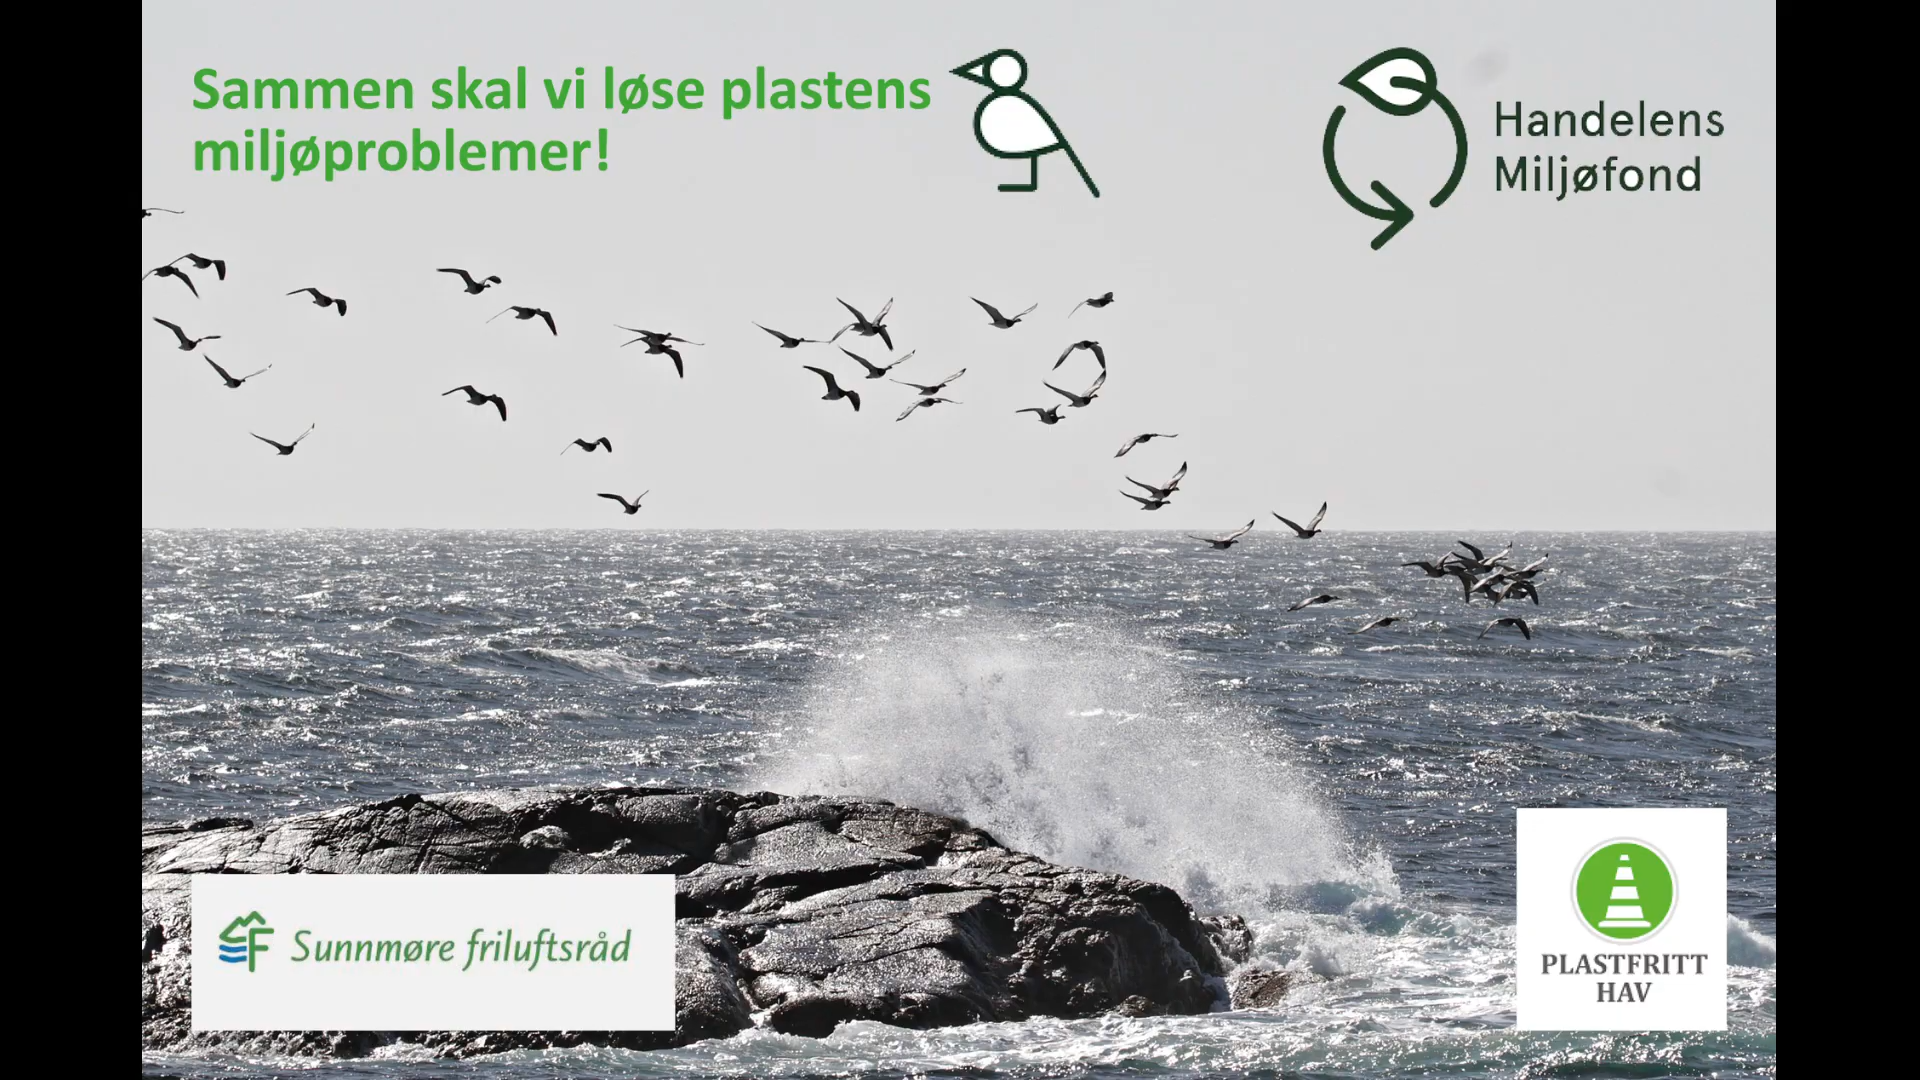 Sammen skal vi løse plastens
miljøproblemer!
Handelens
Miljøfond
Sunnmøre friluftsråd
PLASTFRITT
HAV